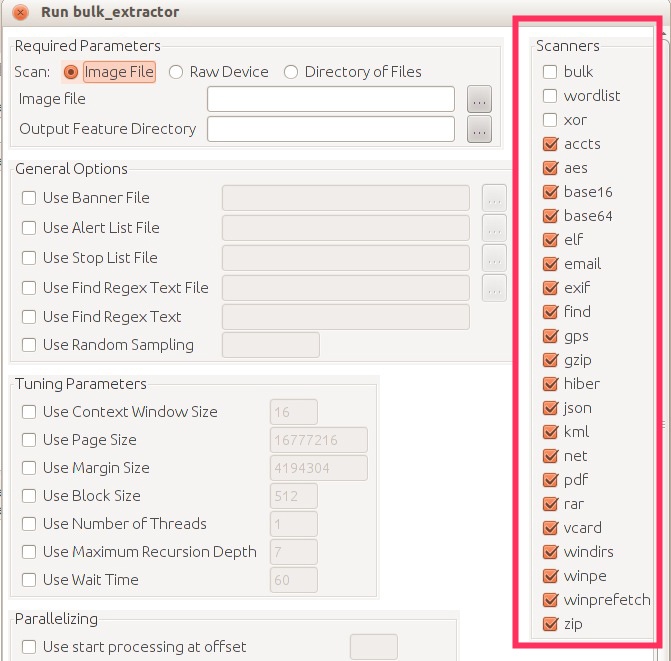 Run bulk_extractor
Required Parameters
Scan: Image File Raw Device Directory of Files
Image file ...
Output Feature Directory ...
General Options
Use Banner File ...
Use Alert List File ...
Use Stop List File ...
Use Find Regex Text File ...
Use Find Regex Text
Use Random Sampling
Tuning Parameters
Use Context Window Size 16
Use Page Size 16777216
Use Margin Size 4194304
Use Block Size 512
Use Number of Threads 1
Use Maximum Recursion Depth 7
Use Wait Time 60
Parallelizing
Use start processing at offset
Scanners
bulk
wordlist
xor
accts
aes
base16
base64
elf
email
exif
find
gps
gzip
hiber
json
kml
net
pdf
rar
vcard
windirs
winpe
winprefetch
zip